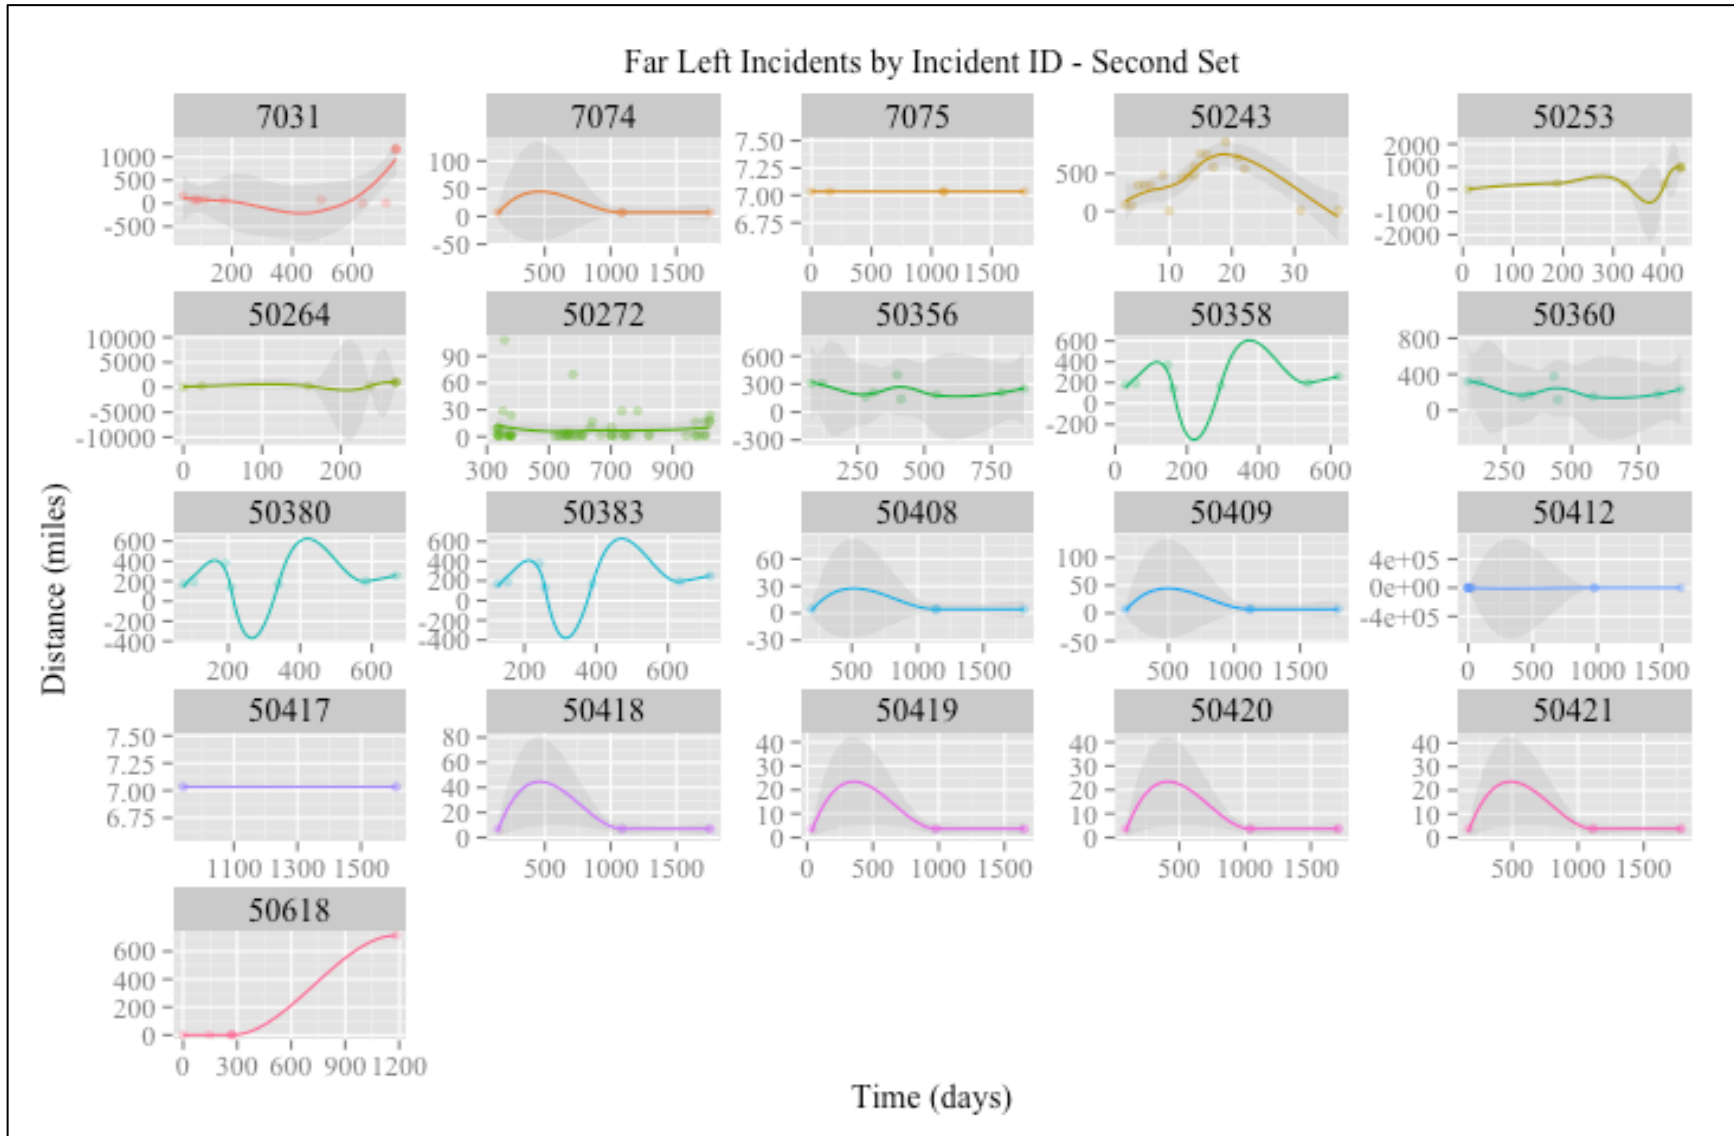 Far Left Incidents by Incident ID - Second Set
7031 7074 7075 50243 50253
1000
500
0
-500
200 400 600
100
50
0
-50
500 1000 1500
7.50
7.25
7.00
6.75
0 500 1000 1500
500
0
10 20 30
2000
1000
0
-1000
-2000
0 100 200 300 400
50264 50272 50356 50358 50360
10000
5000
0
-5000
-10000
0 100 200
90
60
30
0
300 500 700 900
600
300
0
-300
250 500 750
600
400
200
0
-200
0 200 400 600
800
400
0
250 500 750
50380 50383 50408 50409 50412
600
400
200
0
-200
-400
200 400 600
600
400
200
0
-200
-400
200 400 600
60
30
0
-30
500 1000 1500
100
50
0
-50
500 1000 1500
4e+05
0e+00
-4e+05
0 500 1000 1500
50417 50418 50419 50420 50421
7.50
7.25
7.00
6.75
1100 1300 1500
80
60
40
20
0
500 1000 1500
40
30
20
10
0
0 500 1000 1500
40
30
20
10
0
500 1000 1500
40
30
20
10
0
500 1000 1500
50618
600
400
200
0
0 300 600 900 1200
Distance (miles)
Time (days)